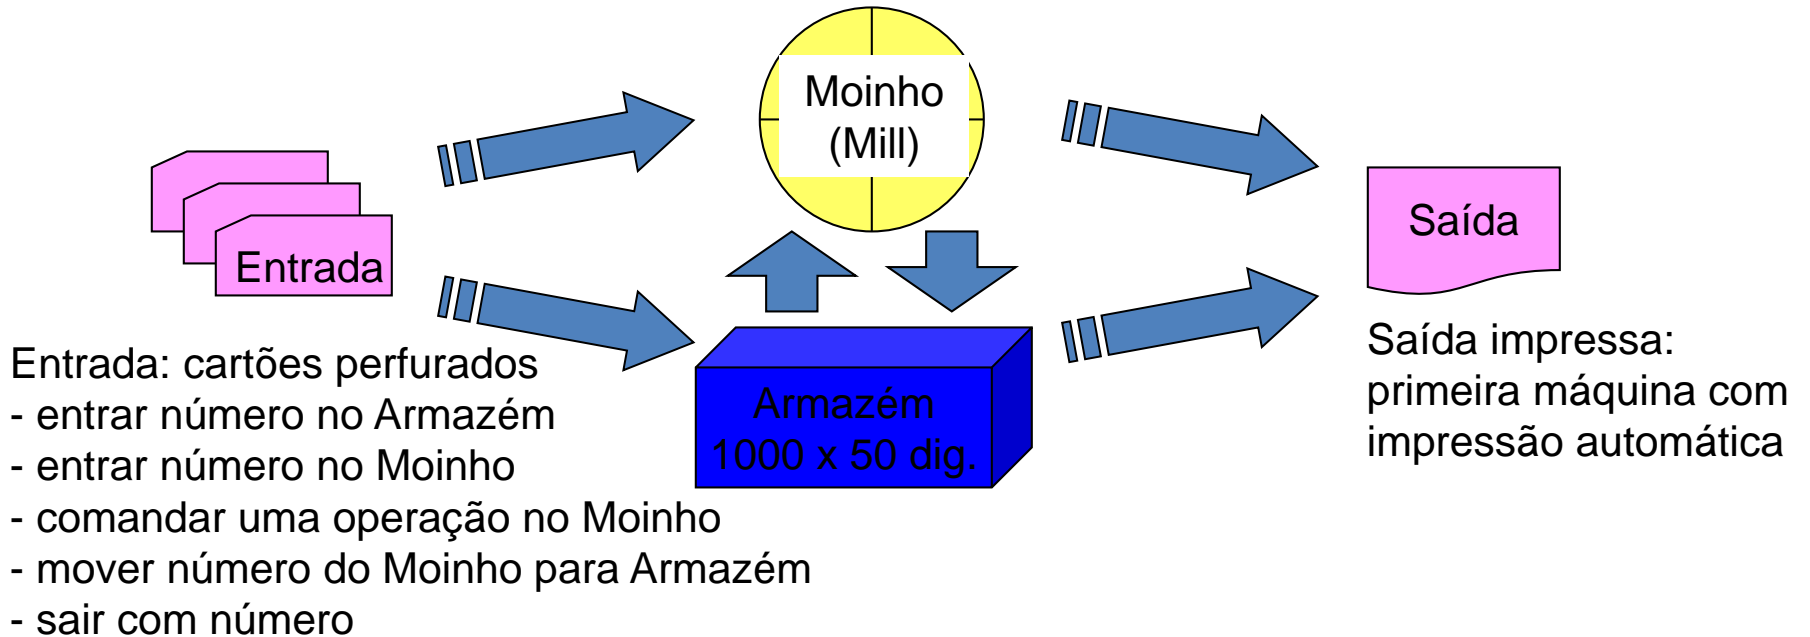 Moinho
(Mill)
Entrada
Saída
Armazém
1000 x 50 dig.
Entrada: cartões perfurados
- entrar número no Armazém
- entrar número no Moinho
- comandar uma operação no Moinho
- mover número do Moinho para Armazém
- sair com número
Saída impressa:
primeira máquina com
impressão automática